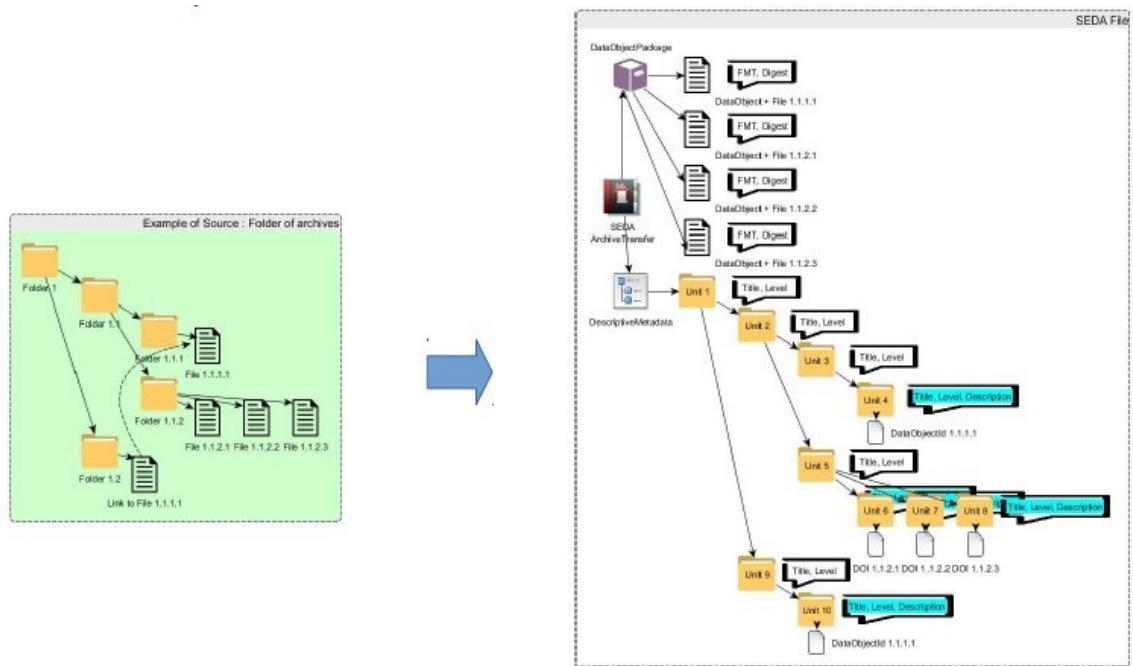 SEDA File
DataObjectPackage
FMT, Digest
DataObject + File 1.1.1.1
FMT, Digest
DataObject + File 1.1.2.1
FMT, Digest
DataObject + File 1.1.2.2
SEDA
ArchiveTransfer
FMT, Digest
DataObject + File 1.1.2.3
DescriptiveMetadata
Unit 1
Title, Level
Unit 2
Title, Level
Unit 3
Title, Level
Unit 4
Title, Level, Description
DataObjectId 1.1.1.1
Unit 5
Title, Level
Unit 6
Unit 7
Unit 8
Title, Level, Description
DOI 1.1.2.1
DOI 1.1.2.2
DOI 1.1.2.3
Unit 9
Title, Level
Unit 10
Title, Level, Description
DataObjectId 1.1.1.1
Example of Source : Folder of archives
Folder 1
Folder 1.1
Folder 1.1.1
File 1.1.1.1
Folder 1.1.2
File 1.1.2.1
File 1.1.2.2
File 1.1.2.3
Folder 1.2
Link to File 1.1.1.1